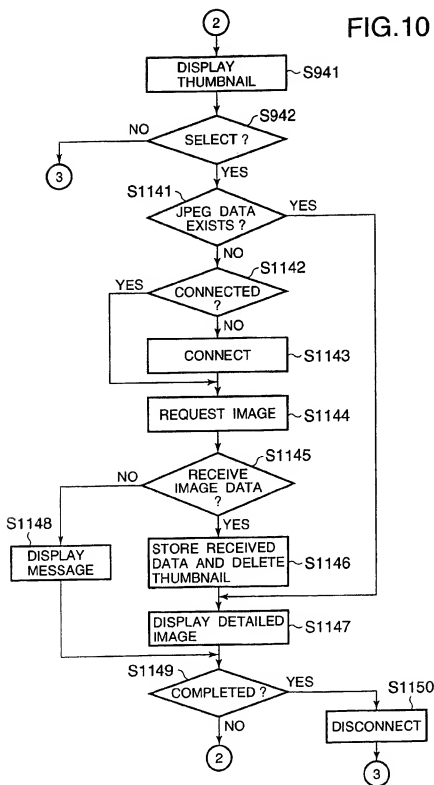 2
FIG.10
DISPLAY
THUMBNAIL
S941
S942
SELECT ?
NO
YES
3
S1141
JPEG DATA
EXISTS ?
YES
NO
S1142
CONNECTED
?
YES
NO
CONNECT
S1143
REQUEST IMAGE
S1144
S1145
RECEIVE
IMAGE DATA
?
NO
YES
S1148
DISPLAY
MESSAGE
STORE RECEIVED
DATA AND DELETE
THUMBNAIL
S1146
DISPLAY DETAILED
IMAGE
S1147
S1149
COMPLETED ?
YES
NO
S1150
DISCONNECT
2
3